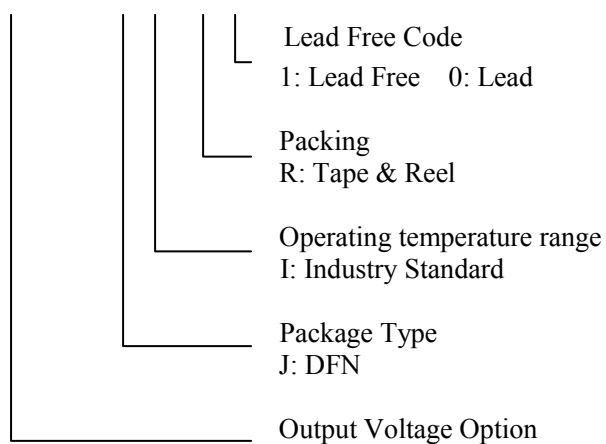 Lead Free Code
1: Lead Free 0: Lead
Packing
R: Tape & Reel
Operating temperature range
I: Industry Standard
Package Type
J: DFN
Output Voltage Option